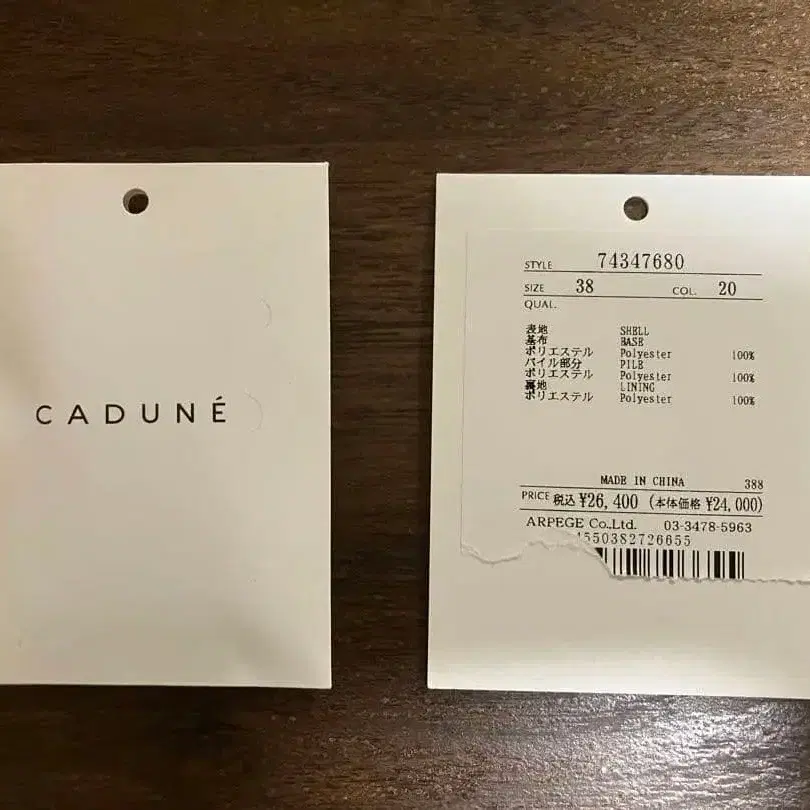 CADUNÉ
STYLE 74347680
SIZE 38 COL. 20
QUAL.
表地 SHELL
基布 BASE
ポリエステル Polyester 100%
パイル部分 PILE
ポリエステル Polyester 100%
裏地 LINING
ポリエステル Polyester 100%
MADE IN CHINA 388
PRICE 税込 ¥26,400 (本体価格 ¥24,000)
ARPEGE Co.,Ltd. 03-3478-5963
4550382726655